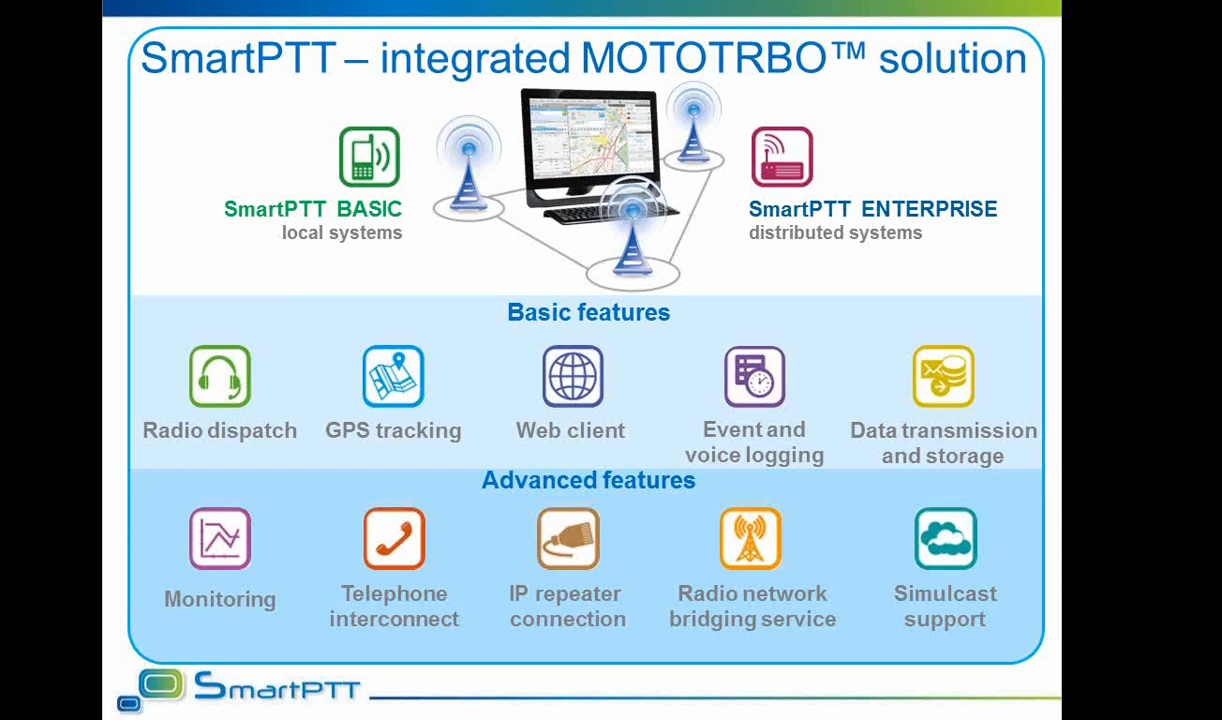 SmartPTT – integrated MOTOTRBO™ solution
SmartPTT BASIC
local systems
SmartPTT ENTERPRISE
distributed systems
Basic features
Radio dispatch
GPS tracking
Web client
Event and
voice logging
Data transmission
and storage
Advanced features
Monitoring
Telephone
interconnect
IP repeater
connection
Radio network
bridging service
Simulcast
support
SmartPTT